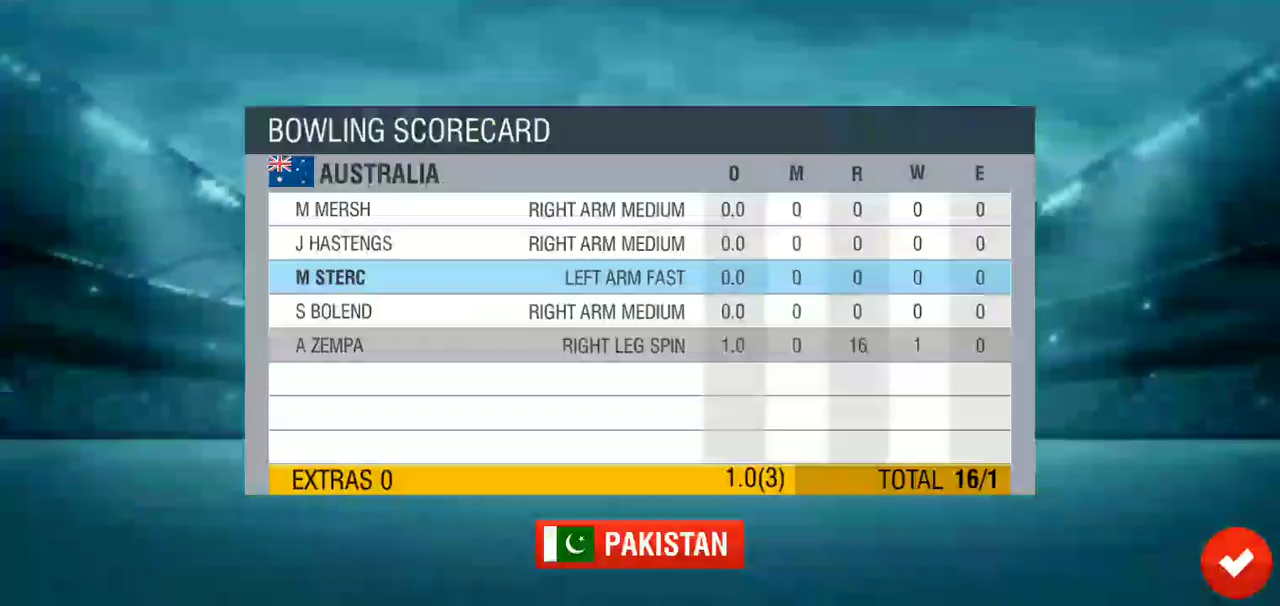 BOWLING SCORECARD
AUSTRALIA O M R W E
M MERSH RIGHT ARM MEDIUM 0.0 0 0 0 0
J HASTENGS RIGHT ARM MEDIUM 0.0 0 0 0 0
M STERC LEFT ARM FAST 0.0 0 0 0 0
S BOLEND RIGHT ARM MEDIUM 0.0 0 0 0 0
A ZEMPA RIGHT LEG SPIN 1.0 0 16 1 0
EXTRAS 0 1.0(3) TOTAL 16/1
PAKISTAN